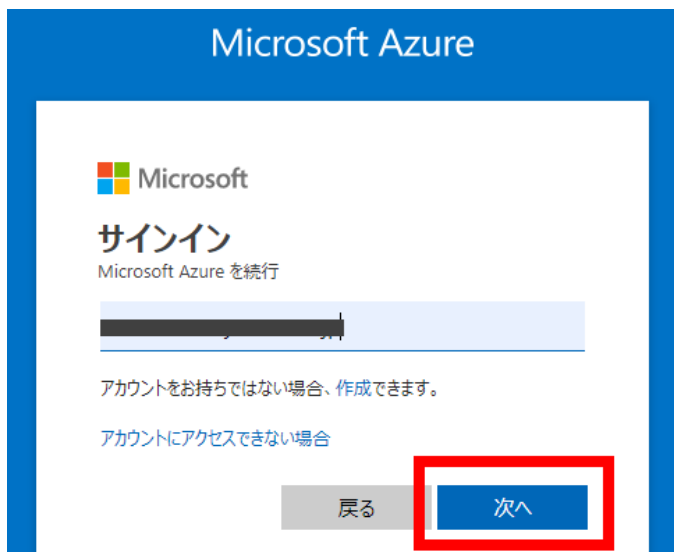 Microsoft Azure
Microsoft
サインイン
Microsoft Azure を続行
アカウントをお持ちではない場合、作成できます。
アカウントにアクセスできない場合
戻る
次へ